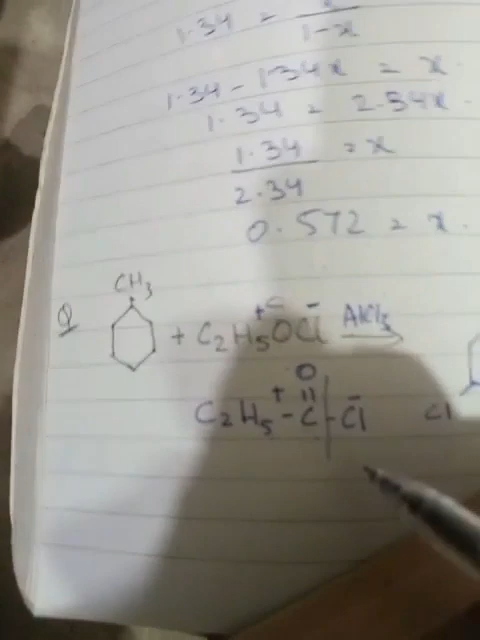 1.34 = x/1-x
1.34 - 1.34x = x.
1.34 = 2.34x.
1.34/2.34 = x
0.572 = x.
CH3
Q + C2H5OCl AlCl3
O
C2H5 - C - Cl Cl